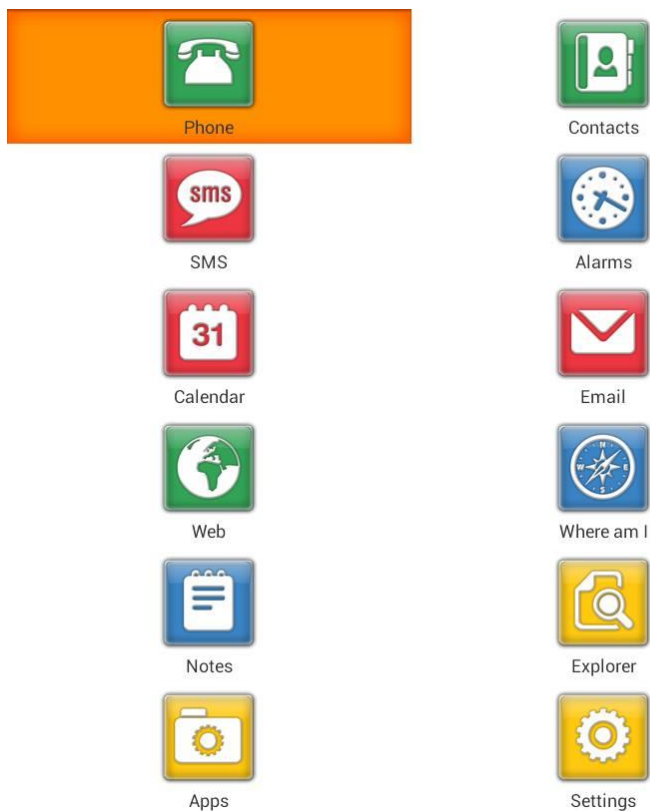 Phone
Contacts
sms
SMS
Alarms
31
Calendar
Email
Web
N
W E
S
Where am I
Notes
Explorer
Apps
Settings